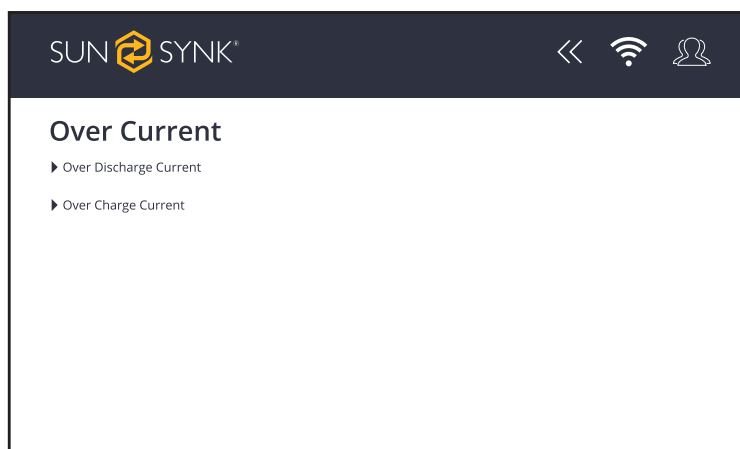 SUN SYNK®
Over Current
Over Discharge Current
Over Charge Current